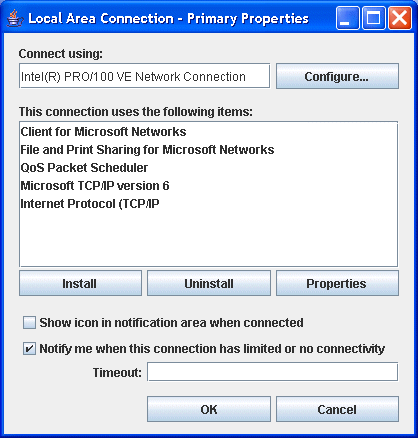 Local Area Connection - Primary Properties
Connect using:
Intel(R) PRO/100 VE Network Connection
Configure...
This connection uses the following items:
Client for Microsoft Networks
File and Print Sharing for Microsoft Networks
QoS Packet Scheduler
Microsoft TCP/IP version 6
Internet Protocol (TCP/IP
Install
Uninstall
Properties
Show icon in notification area when connected
Notify me when this connection has limited or no connectivity
Timeout:
OK
Cancel